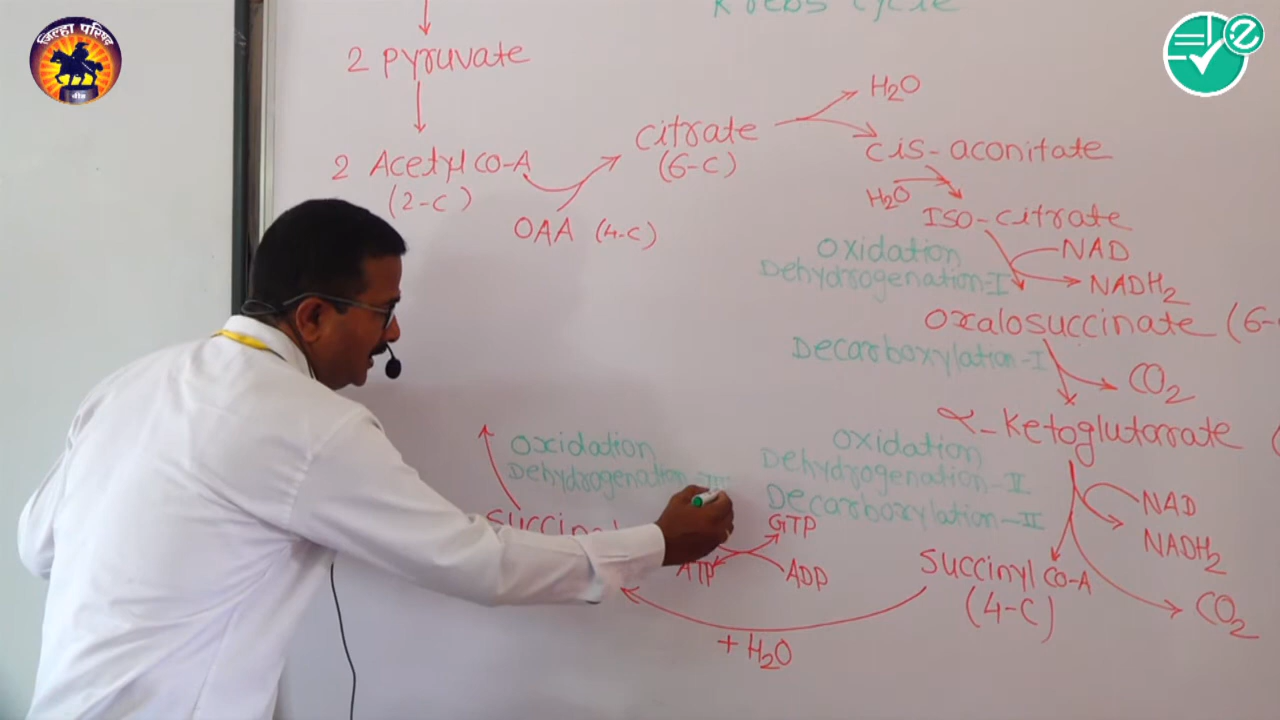 जिल्हा परिषद
बीड
Krebs cycle
2 Pyruvate
2 Acetyl CO-A
(2-C)
OAA (4-C)
Citrate
(6-C)
H2O
Cis-aconitate
H2O
ISO-citrate
Oxidation
Dehydrogenation-I
NAD
NADH2
Oxalosuccinate (6-
Decarboxylation-I
CO2
α-Ketoglutarate (
Oxidation
Dehydrogenation-II
Decarboxylation-II
NAD
NADH2
CO2
Succinyl CO-A
(4-C)
+ H2O
GTP
ATP
ADP
Oxidation
Dehydrogenation-III